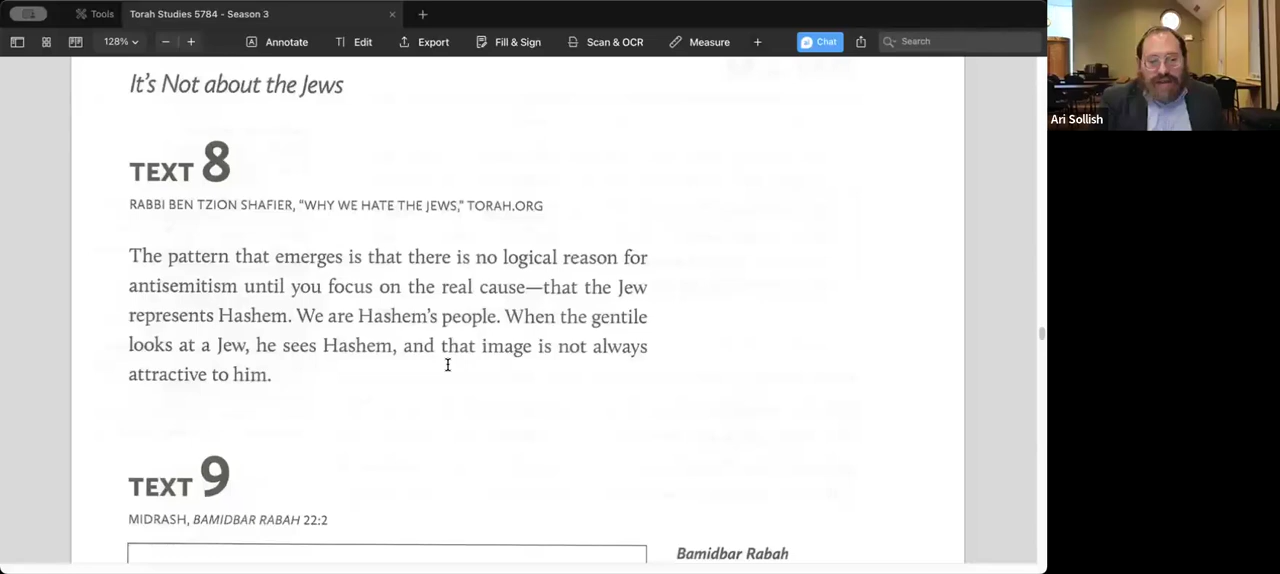 Tools
Torah Studies 5784 - Season 3
128%
Annotate
Edit
Export
Fill & Sign
Scan & OCR
Measure
Chat
Search
It's Not about the Jews
TEXT 8
RABBI BEN TZION SHAFIER, "WHY WE HATE THE JEWS," TORAH.ORG
The pattern that emerges is that there is no logical reason for
antisemitism until you focus on the real cause—that the Jew
represents Hashem. We are Hashem's people. When the gentile
looks at a Jew, he sees Hashem, and that image is not always
attractive to him.
TEXT 9
MIDRASH, BAMIDBAR RABAH 22:2
Bamidbar Rabah
Ari Sollish